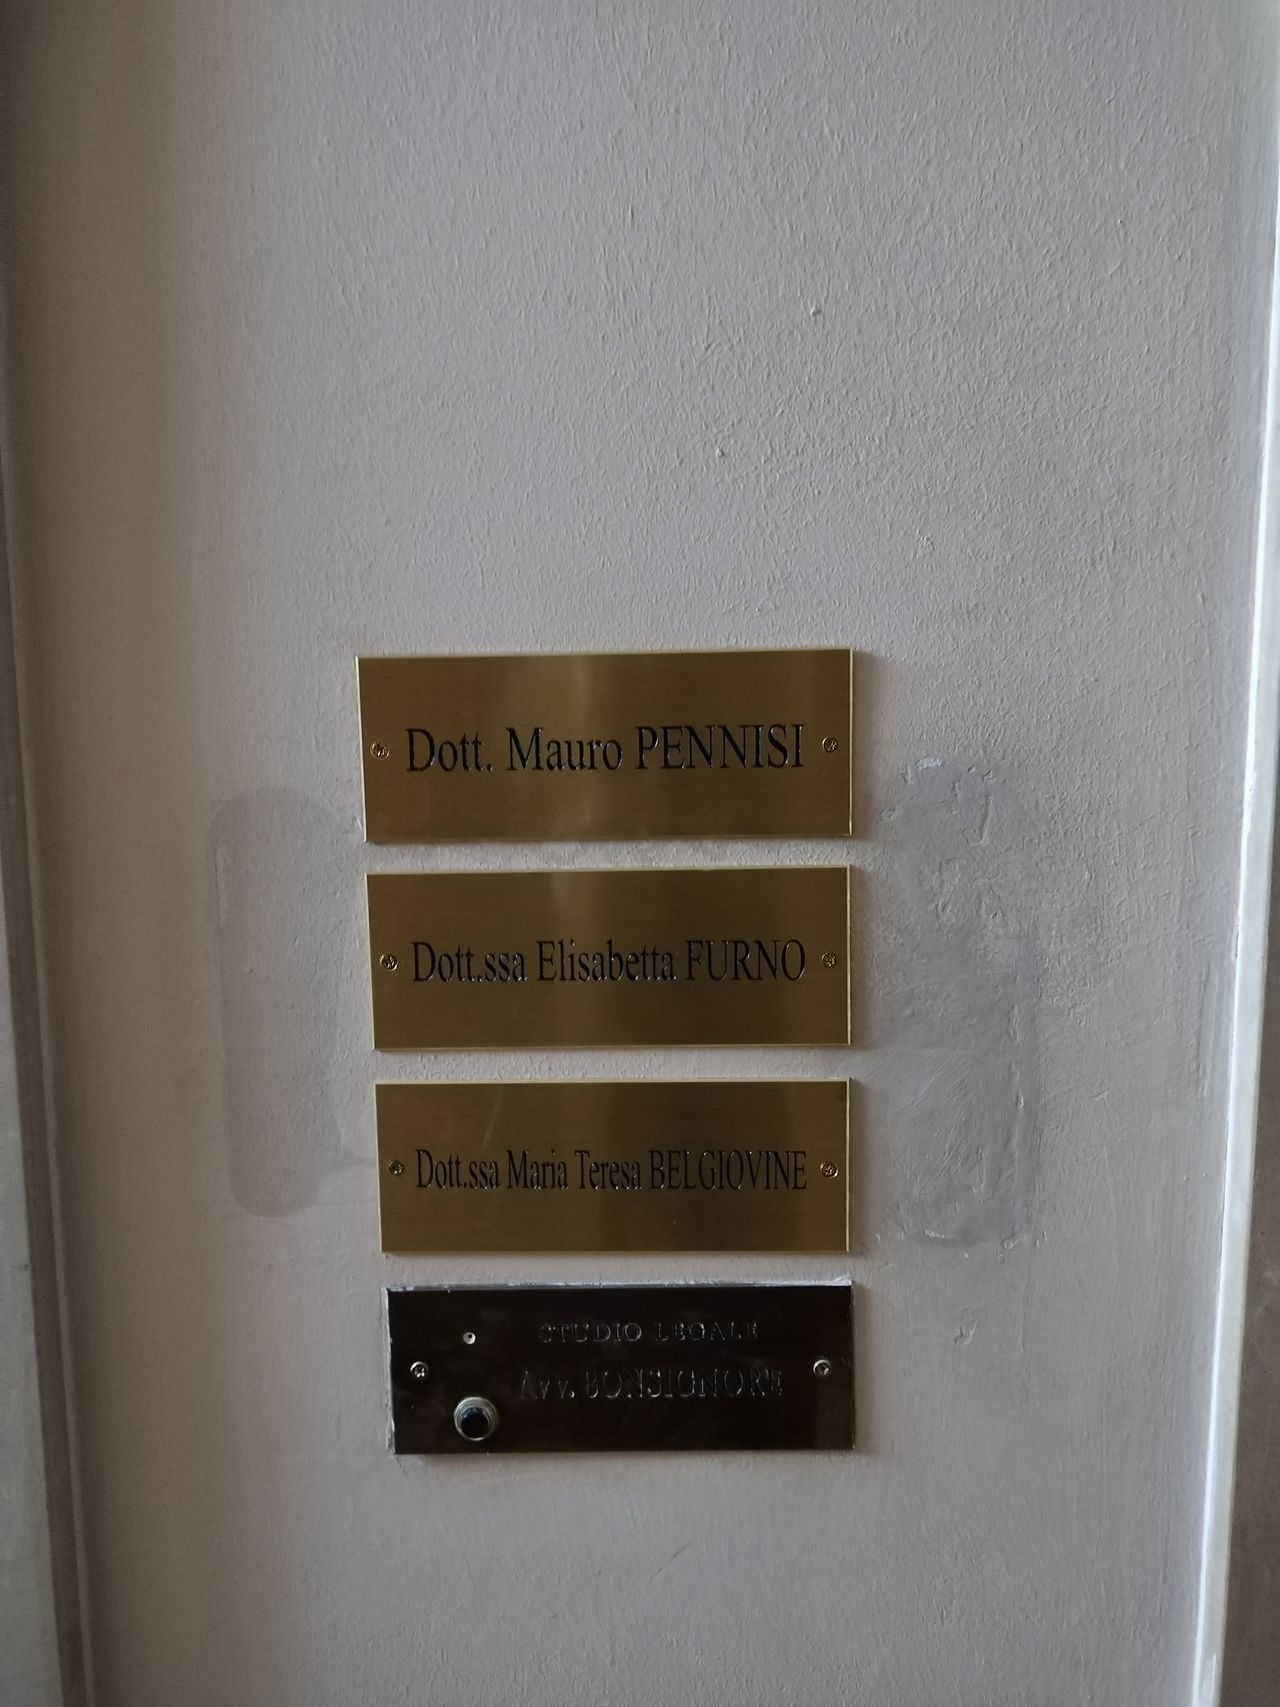 Dott. Mauro PENNISI
Dott.ssa Elisabetta FURNO
Dott.ssa Maria Teresa BELGIOVINE
STUDIO LEGALE
Avv. BONSIGNORE